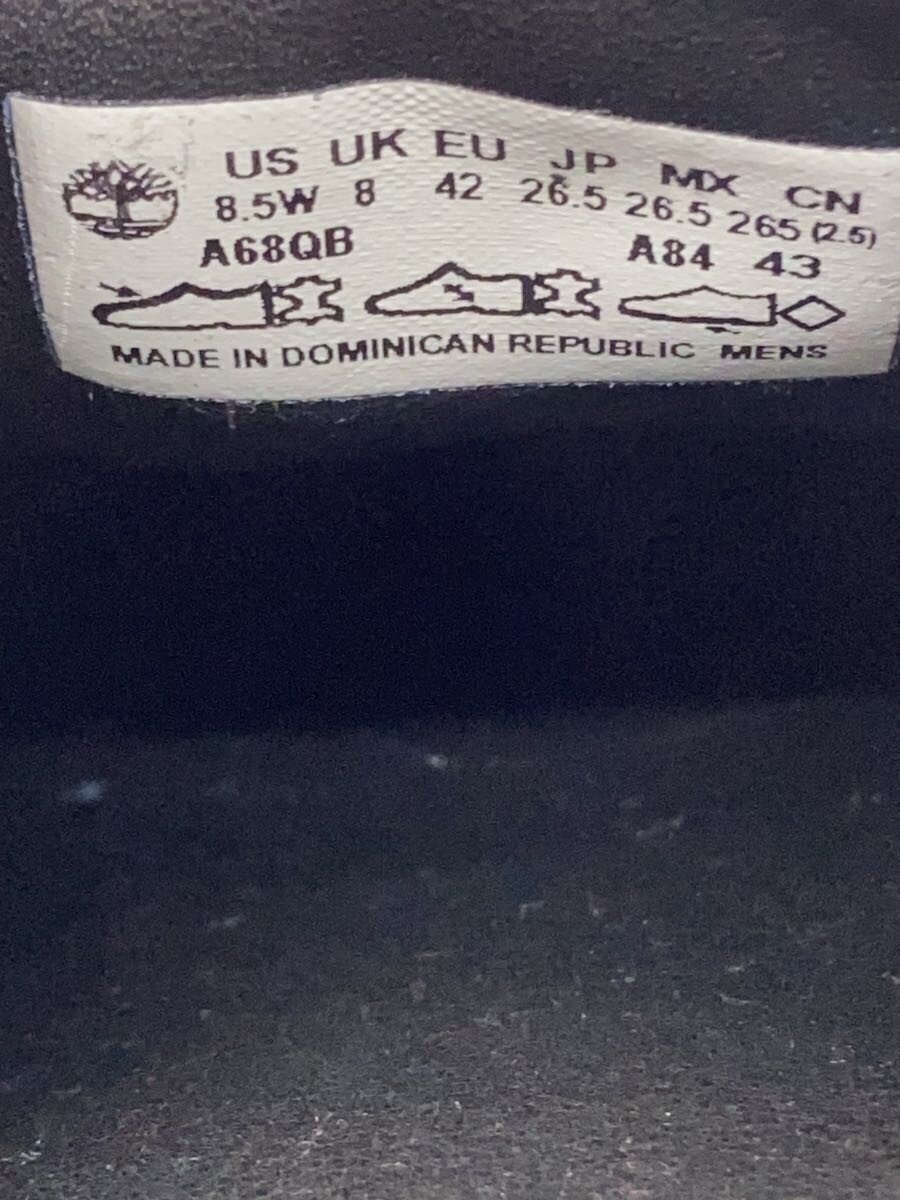 US UK EU JP MX CN
8.5W 8 42 26.5 26.5 265 (2.5)
A68QB A84 43
MADE IN DOMINICAN REPUBLIC MENS